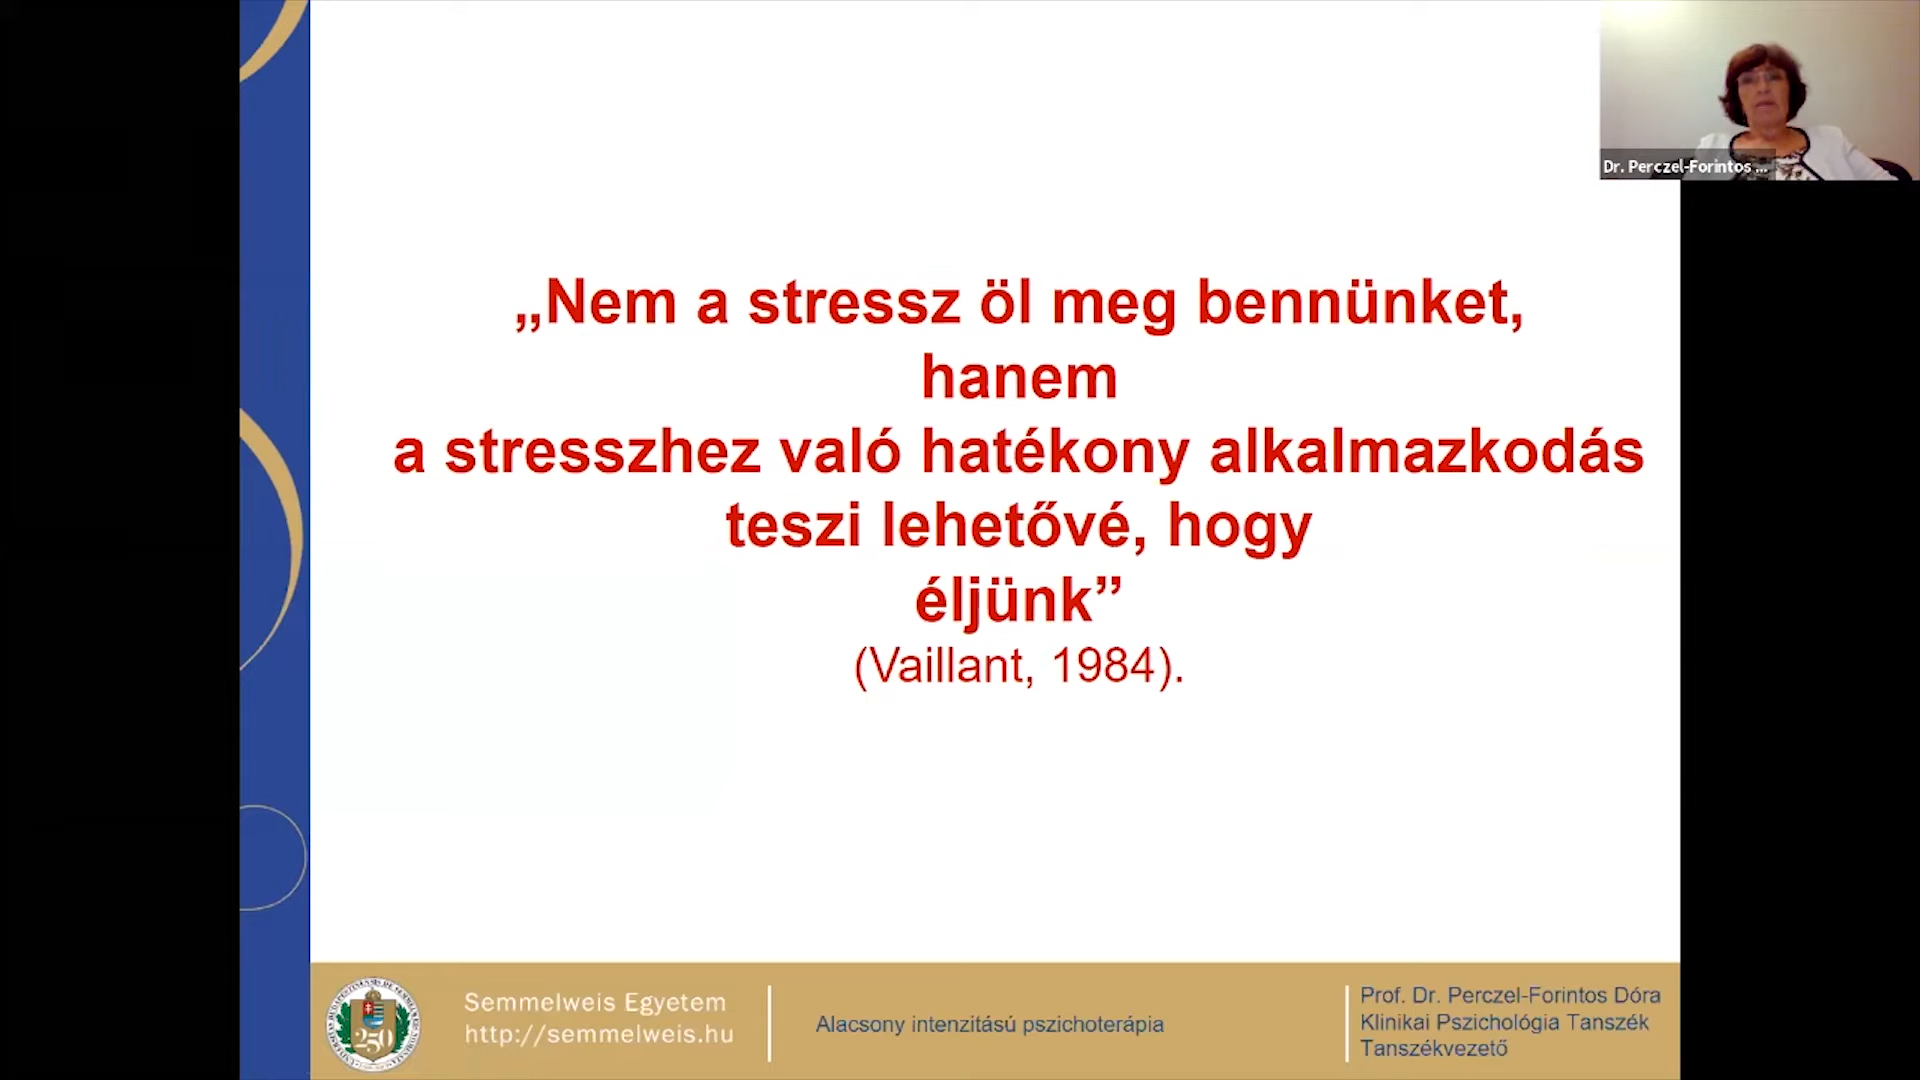 Dr. Perczel-Forintos ...
„Nem a stressz öl meg bennünket,
hanem
a stresszhez való hatékony alkalmazkodás
teszi lehetővé, hogy
éljünk”
(Vaillant, 1984).
250
Semmelweis Egyetem
http://semmelweis.hu
Alacsony intenzitású pszichoterápia
Prof. Dr. Perczel-Forintos Dóra
Klinikai Pszichológia Tanszék
Tanszékvezető